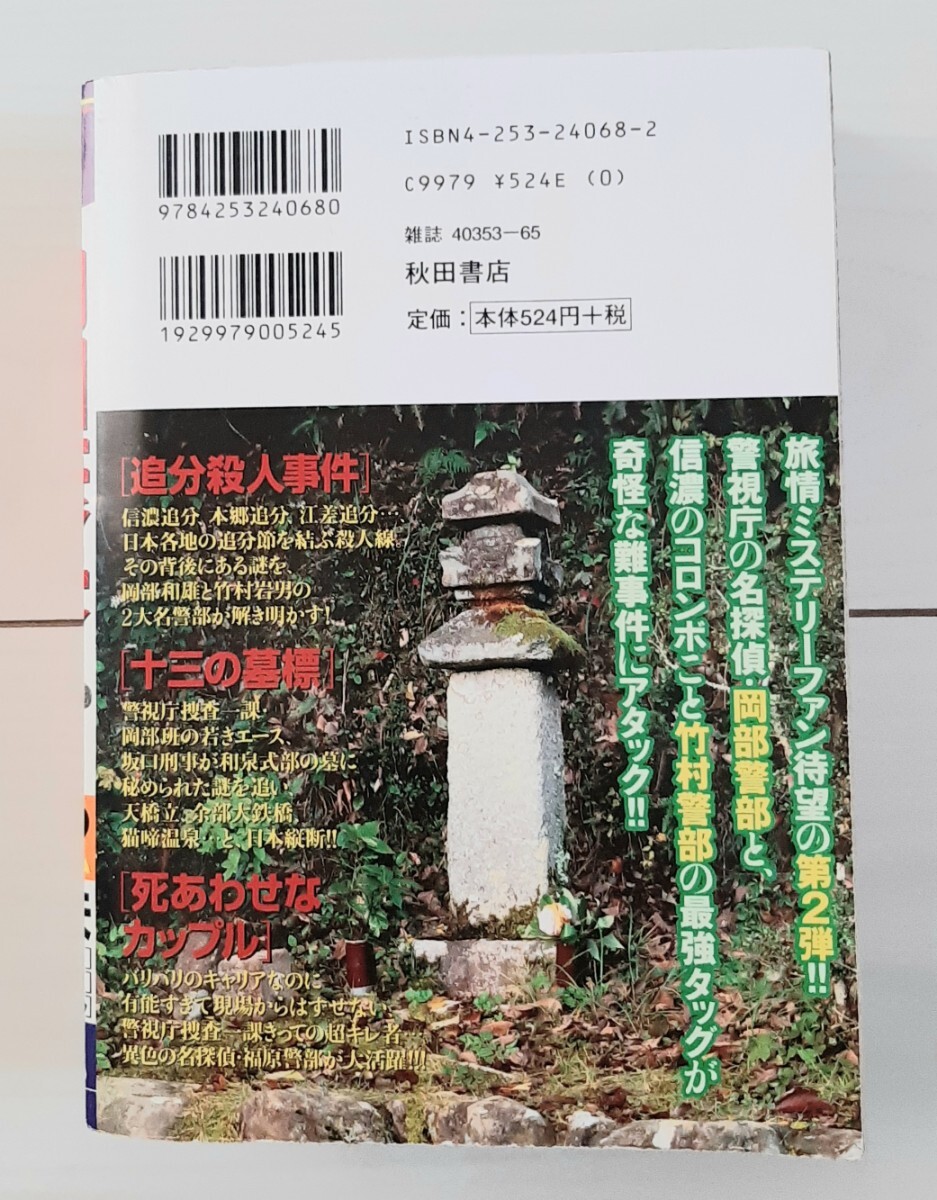 ISBN4-253-24068-2
C9979 ¥524E (0)
雑誌 40353-65
秋田書店
定価:本体524円+税
9784253240680
1929979005245
旅情ミステリーファン待望の第2弾!!
警視庁の名探偵・岡部警部と、
信濃のコロンボこと竹村警部の最強タッグが
奇怪な難事件にアタック!!
[追分殺人事件]
信濃追分、本郷追分、江差追分…
日本各地の追分節を結ぶ殺人線。
その背後にある謎を、
岡部和雄と竹村岩男の
2大名警部が解き明かす!
[十三の墓標]
警視庁捜査一課
岡部班の若きエース、
坂口刑事が和泉式部の墓に
秘められた謎を追い、
天橋立、余部大鉄橋、
猫啼温泉…と、日本縦断!!
[死あわせな
カップル]
バリバリのキャリアなのに
有能すぎて現場からはずせない…
警視庁捜査一課きっての超キレ者…
異色の名探偵・福原警部が大活躍!!!